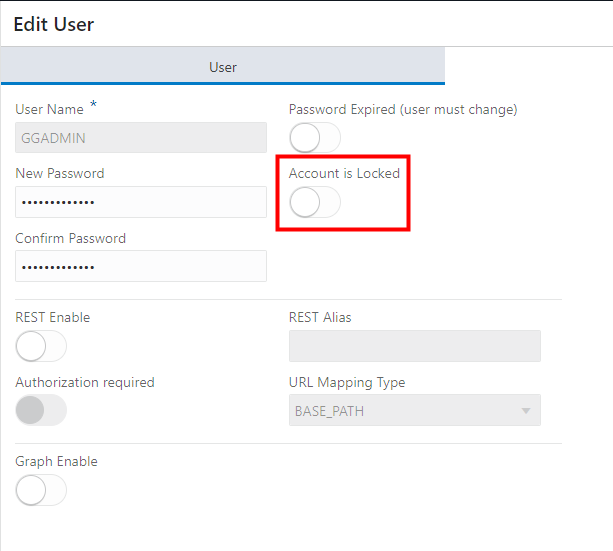 Edit User
User
User Name *
Password Expired (user must change)
GGADMIN
New Password
Account is Locked
•••••••••••••
Confirm Password
•••••••••••••
REST Enable
REST Alias
Authorization required
URL Mapping Type
BASE_PATH
Graph Enable